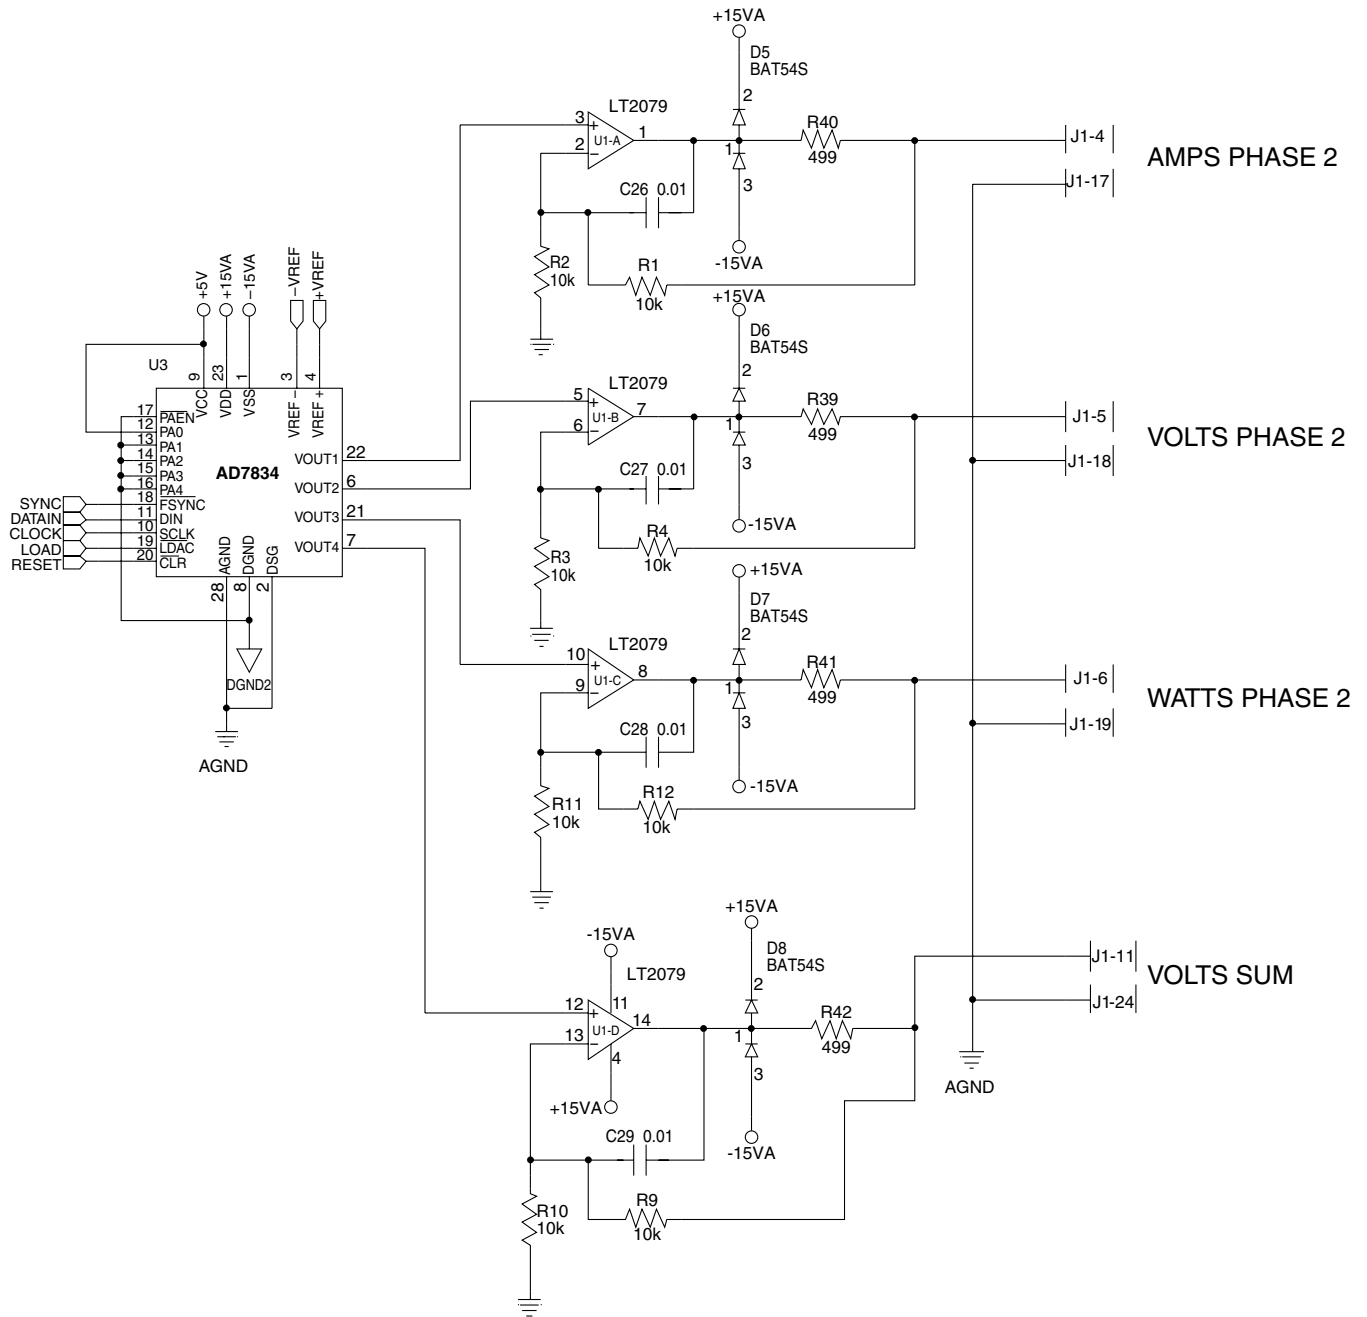 +15VA
D5
BAT54S
2
LT2079
3
+
U1-A
1
2
−
1
3
R40
499
J1-4
AMPS PHASE 2
J1-17
C26 0.01
-15VA
R2
10k
R1
10k
+5V
+15VA
−15VA
−VREF
+VREF
U3
9
23
1
3
4
VCC
VDD
VSS
VREF -
VREF +
17
PAEN
12
PA0
13
PA1
14
PA2
15
PA3
16
PA4
18
FSYNC
11
DIN
10
SCLK
19
LDAC
20
CLR
SYNC
DATAIN
CLOCK
LOAD
RESET
AD7834
VOUT1
22
VOUT2
6
VOUT3
21
VOUT4
7
AGND
DGND
DSG
28
8
2
DGND2
AGND
+15VA
D6
BAT54S
2
LT2079
5
+
U1-B
7
6
−
1
3
R39
499
J1-5
VOLTS PHASE 2
J1-18
C27 0.01
-15VA
R3
10k
R4
10k
+15VA
D7
BAT54S
2
LT2079
10
+
U1-C
8
9
−
1
3
R41
499
J1-6
WATTS PHASE 2
J1-19
C28 0.01
-15VA
R11
10k
R12
10k
+15VA
D8
BAT54S
2
-15VA
LT2079
11
12
+
U1-D
14
13
−
4
1
3
R42
499
J1-11
VOLTS SUM
J1-24
AGND
+15VA
C29 0.01
-15VA
R10
10k
R9
10k